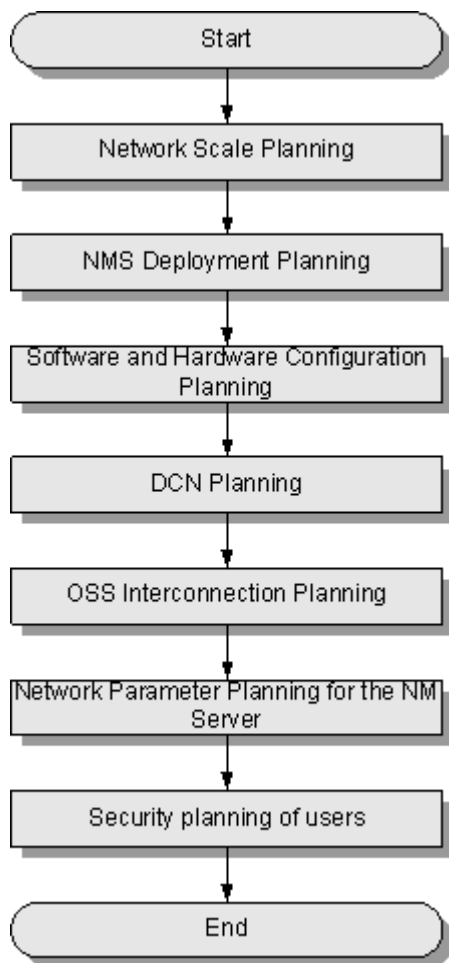 Start
Network Scale Planning
NMS Deployment Planning
Software and Hardware Configuration
Planning
DCN Planning
OSS Interconnection Planning
Network Parameter Planning for the NM
Server
Security planning of users
End